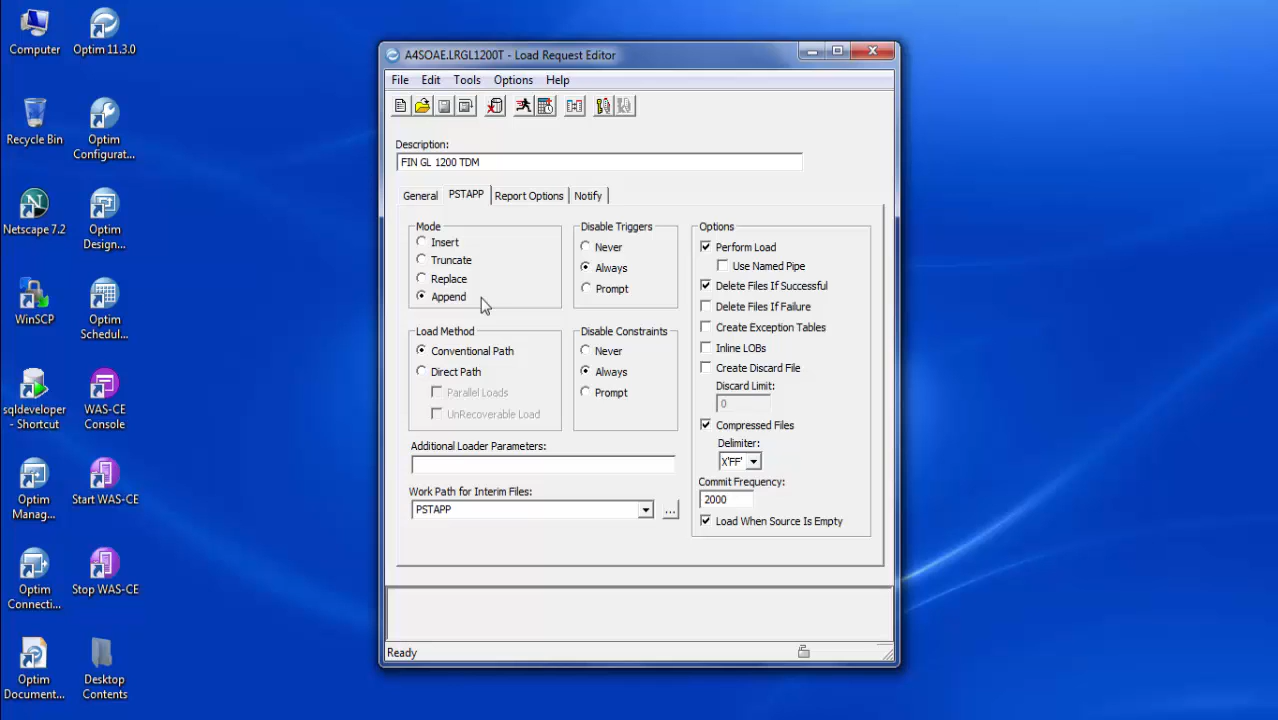 Computer
Optim 11.3.0
Recycle Bin
Optim
Configurat...
Netscape 7.2
Optim
Design...
WinSCP
Optim
Schedul...
sqldeveloper
- Shortcut
WAS-CE
Console
Optim
Manag...
Start WAS-CE
Optim
Connecti...
Stop WAS-CE
Optim
Document...
Desktop
Contents
A4SOAE.LRGL1200T - Load Request Editor
File Edit Tools Options Help
Description:
FIN GL 1200 TDM
General PSTAPP Report Options Notify
Mode
Insert
Truncate
Replace
Append
Disable Triggers
Never
Always
Prompt
Load Method
Conventional Path
Direct Path
Parallel Loads
UnRecoverable Load
Disable Constraints
Never
Always
Prompt
Additional Loader Parameters:
Work Path for Interim Files:
PSTAPP
...
Options
Perform Load
Use Named Pipe
Delete Files If Successful
Delete Files If Failure
Create Exception Tables
Inline LOBs
Create Discard File
Discard Limit:
0
Compressed Files
Delimiter:
X'FF'
Commit Frequency:
2000
Load When Source Is Empty
Ready